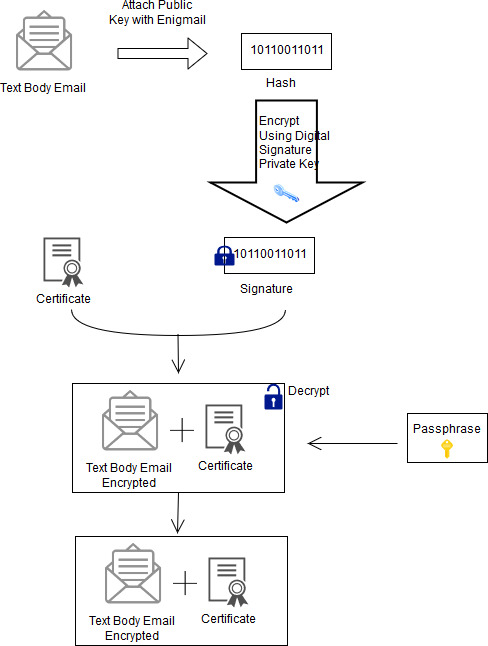 Attach Public
Key with Enigmail
Text Body Email
10110011011
Hash
Encrypt
Using Digital
Signature
Private Key
10110011011
Signature
Certificate
Decrypt
Passphrase
Text Body Email
Encrypted
Certificate
Text Body Email
Encrypted
Certificate